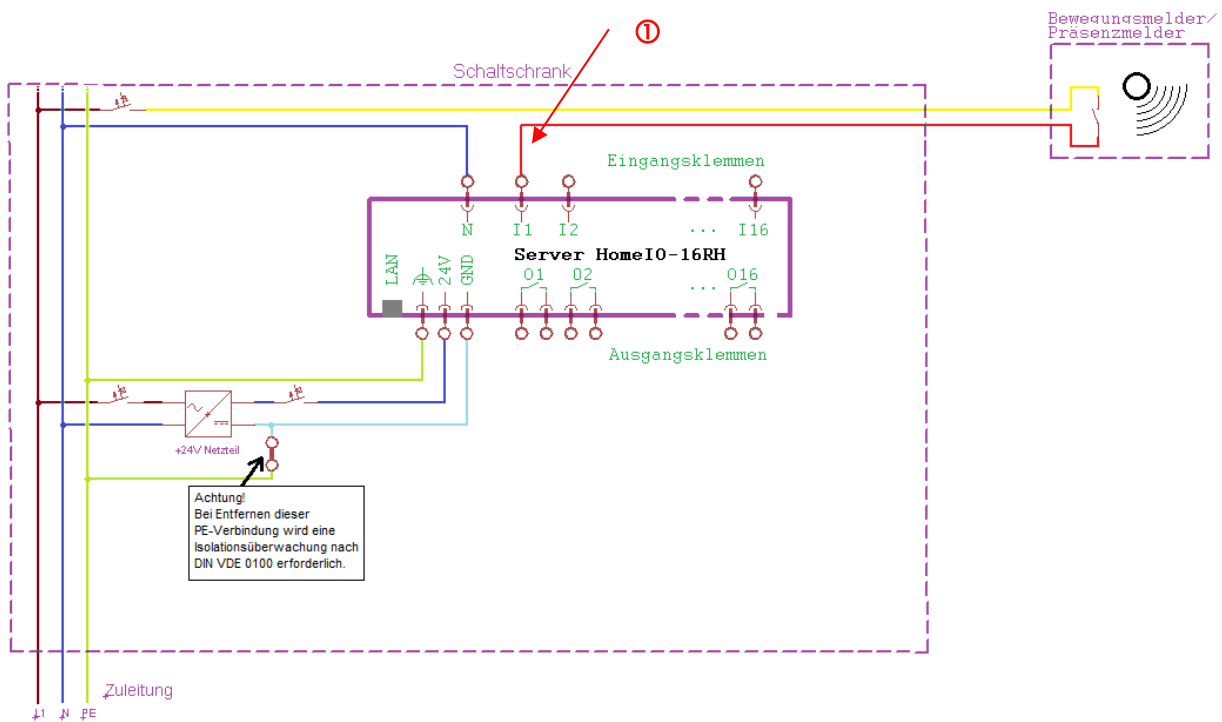 ①
Bewegungsmelder/
Präsenzmelder
Schaltschrank
Eingangsklemmen
N I1 I2 ... I16
Server HomeIO-16RH
LAN 24V GND O1 O2 ... O16
Ausgangsklemmen
+24V Netzteil
Achtung!
Bei Entfernen dieser
PE-Verbindung wird eine
Isolationsüberwachung nach
DIN VDE 0100 erforderlich.
Zuleitung
L1 N PE